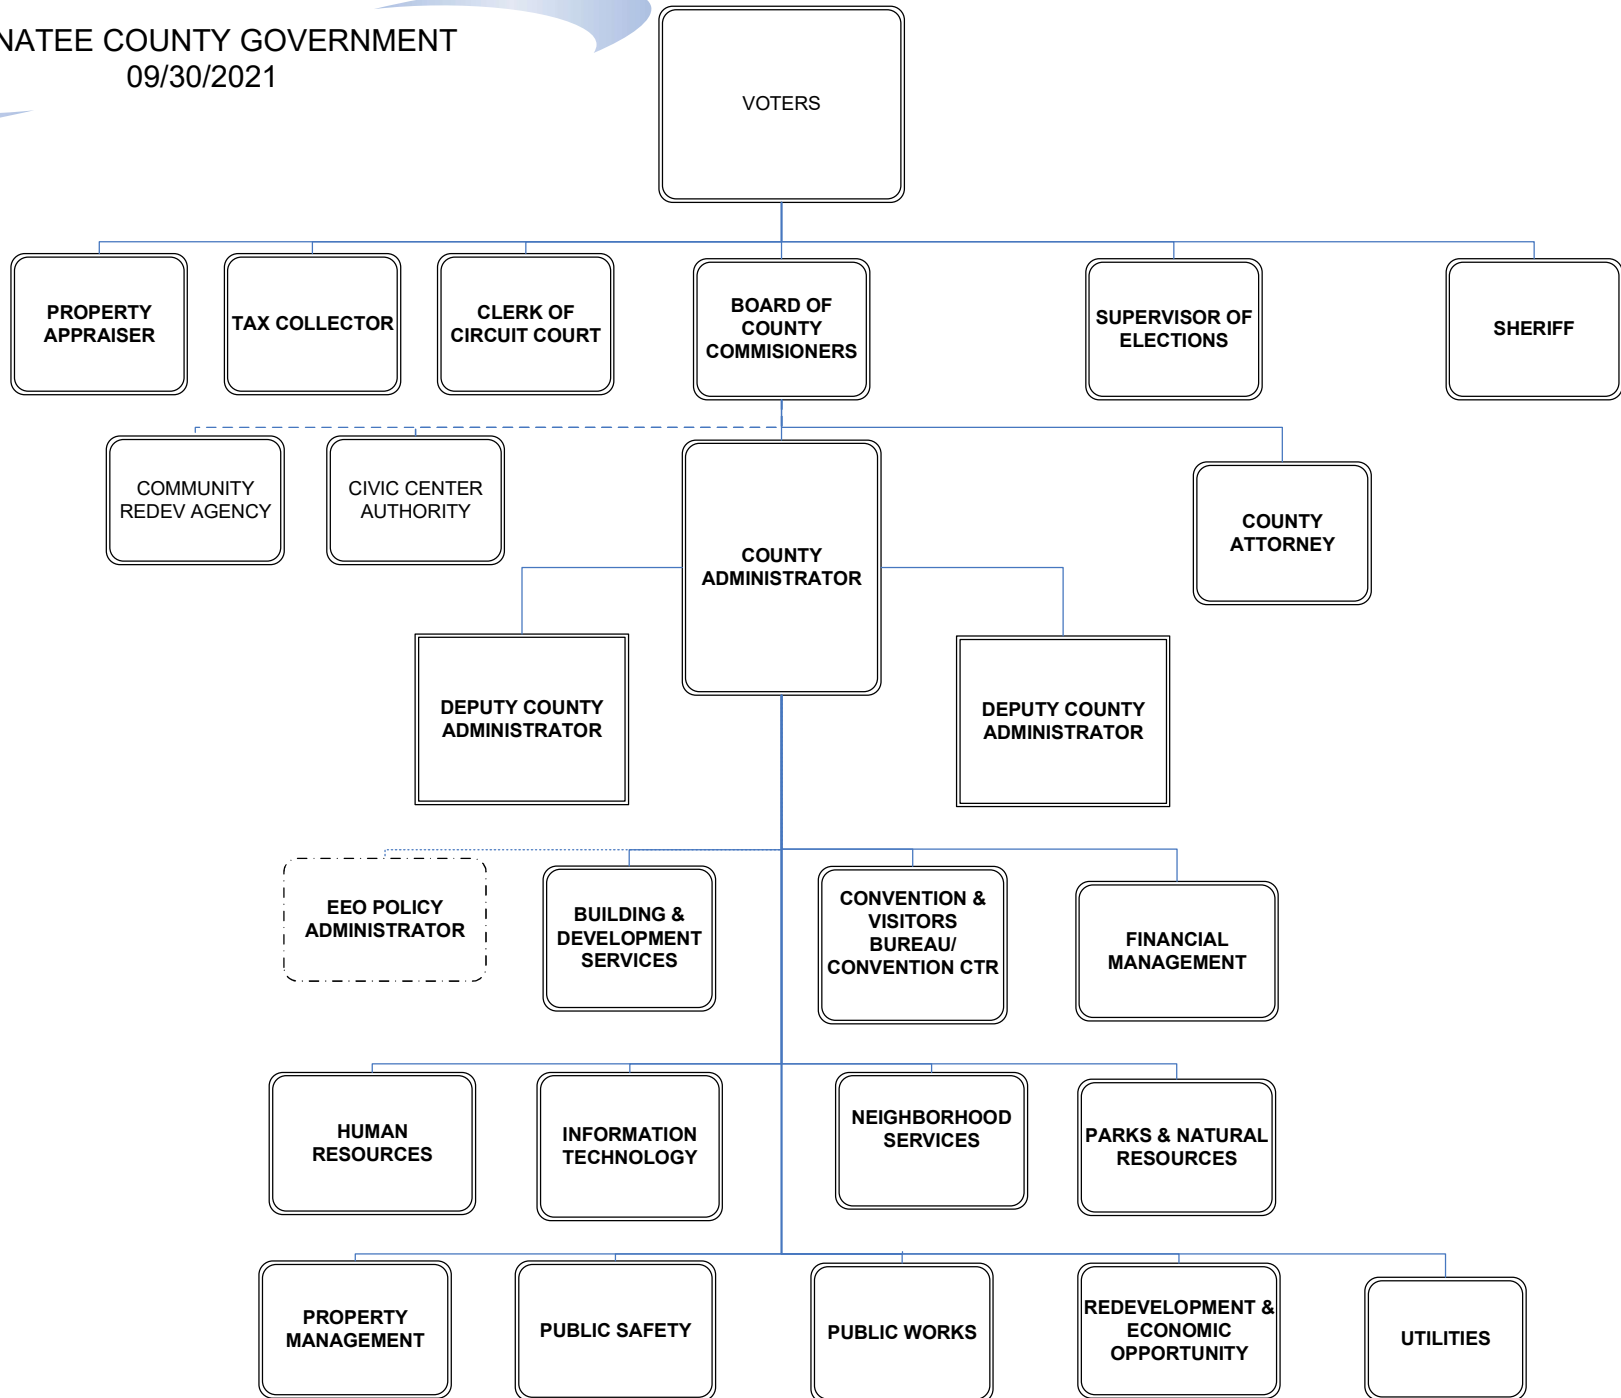 NATEE COUNTY GOVERNMENT
09/30/2021
VOTERS
PROPERTY
APPRAISER
TAX COLLECTOR
CLERK OF
CIRCUIT COURT
BOARD OF
COUNTY
COMMISIONERS
SUPERVISOR OF
ELECTIONS
SHERIFF
COMMUNITY
REDEV AGENCY
CIVIC CENTER
AUTHORITY
COUNTY
ADMINISTRATOR
COUNTY
ATTORNEY
DEPUTY COUNTY
ADMINISTRATOR
DEPUTY COUNTY
ADMINISTRATOR
EEO POLICY
ADMINISTRATOR
BUILDING &
DEVELOPMENT
SERVICES
CONVENTION &
VISITORS
BUREAU/
CONVENTION CTR
FINANCIAL
MANAGEMENT
HUMAN
RESOURCES
INFORMATION
TECHNOLOGY
NEIGHBORHOOD
SERVICES
PARKS & NATURAL
RESOURCES
PROPERTY
MANAGEMENT
PUBLIC SAFETY
PUBLIC WORKS
REDEVELOPMENT &
ECONOMIC
OPPORTUNITY
UTILITIES